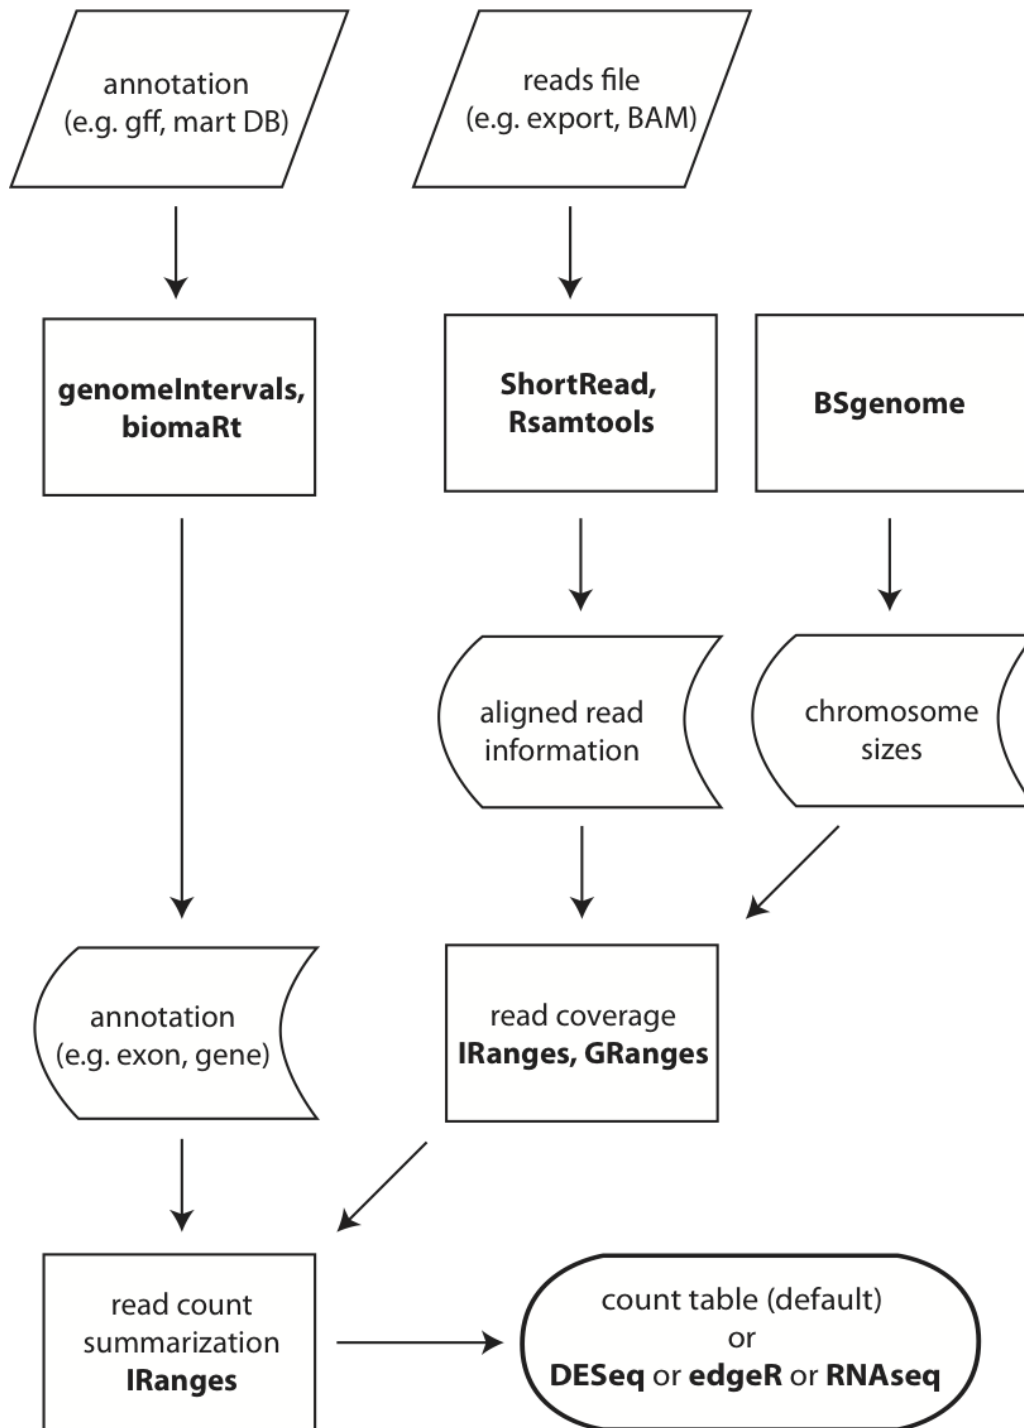 annotation
(e.g. gff, mart DB)
reads file
(e.g. export, BAM)
genomeIntervals,
biomaRt
ShortRead,
Rsamtools
BSgenome
aligned read
information
chromosome
sizes
annotation
(e.g. exon, gene)
read coverage
IRanges, GRanges
read count
summarization
IRanges
count table (default)
or
DESeq or edgeR or RNAseq